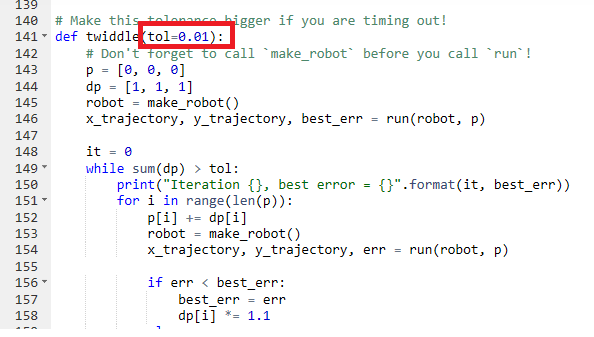 139
140 # Make this tolerance bigger if you are timing out!
141 def twiddle(tol=0.01):
142     # Don't forget to call `make_robot` before you call `run`!
143     p = [0, 0, 0]
144     dp = [1, 1, 1]
145     robot = make_robot()
146     x_trajectory, y_trajectory, best_err = run(robot, p)
147
148     it = 0
149     while sum(dp) > tol:
150         print("Iteration {}, best error = {}".format(it, best_err))
151         for i in range(len(p)):
152             p[i] += dp[i]
153             robot = make_robot()
154             x_trajectory, y_trajectory, err = run(robot, p)
155
156             if err < best_err:
157                 best_err = err
158                 dp[i] *= 1.1